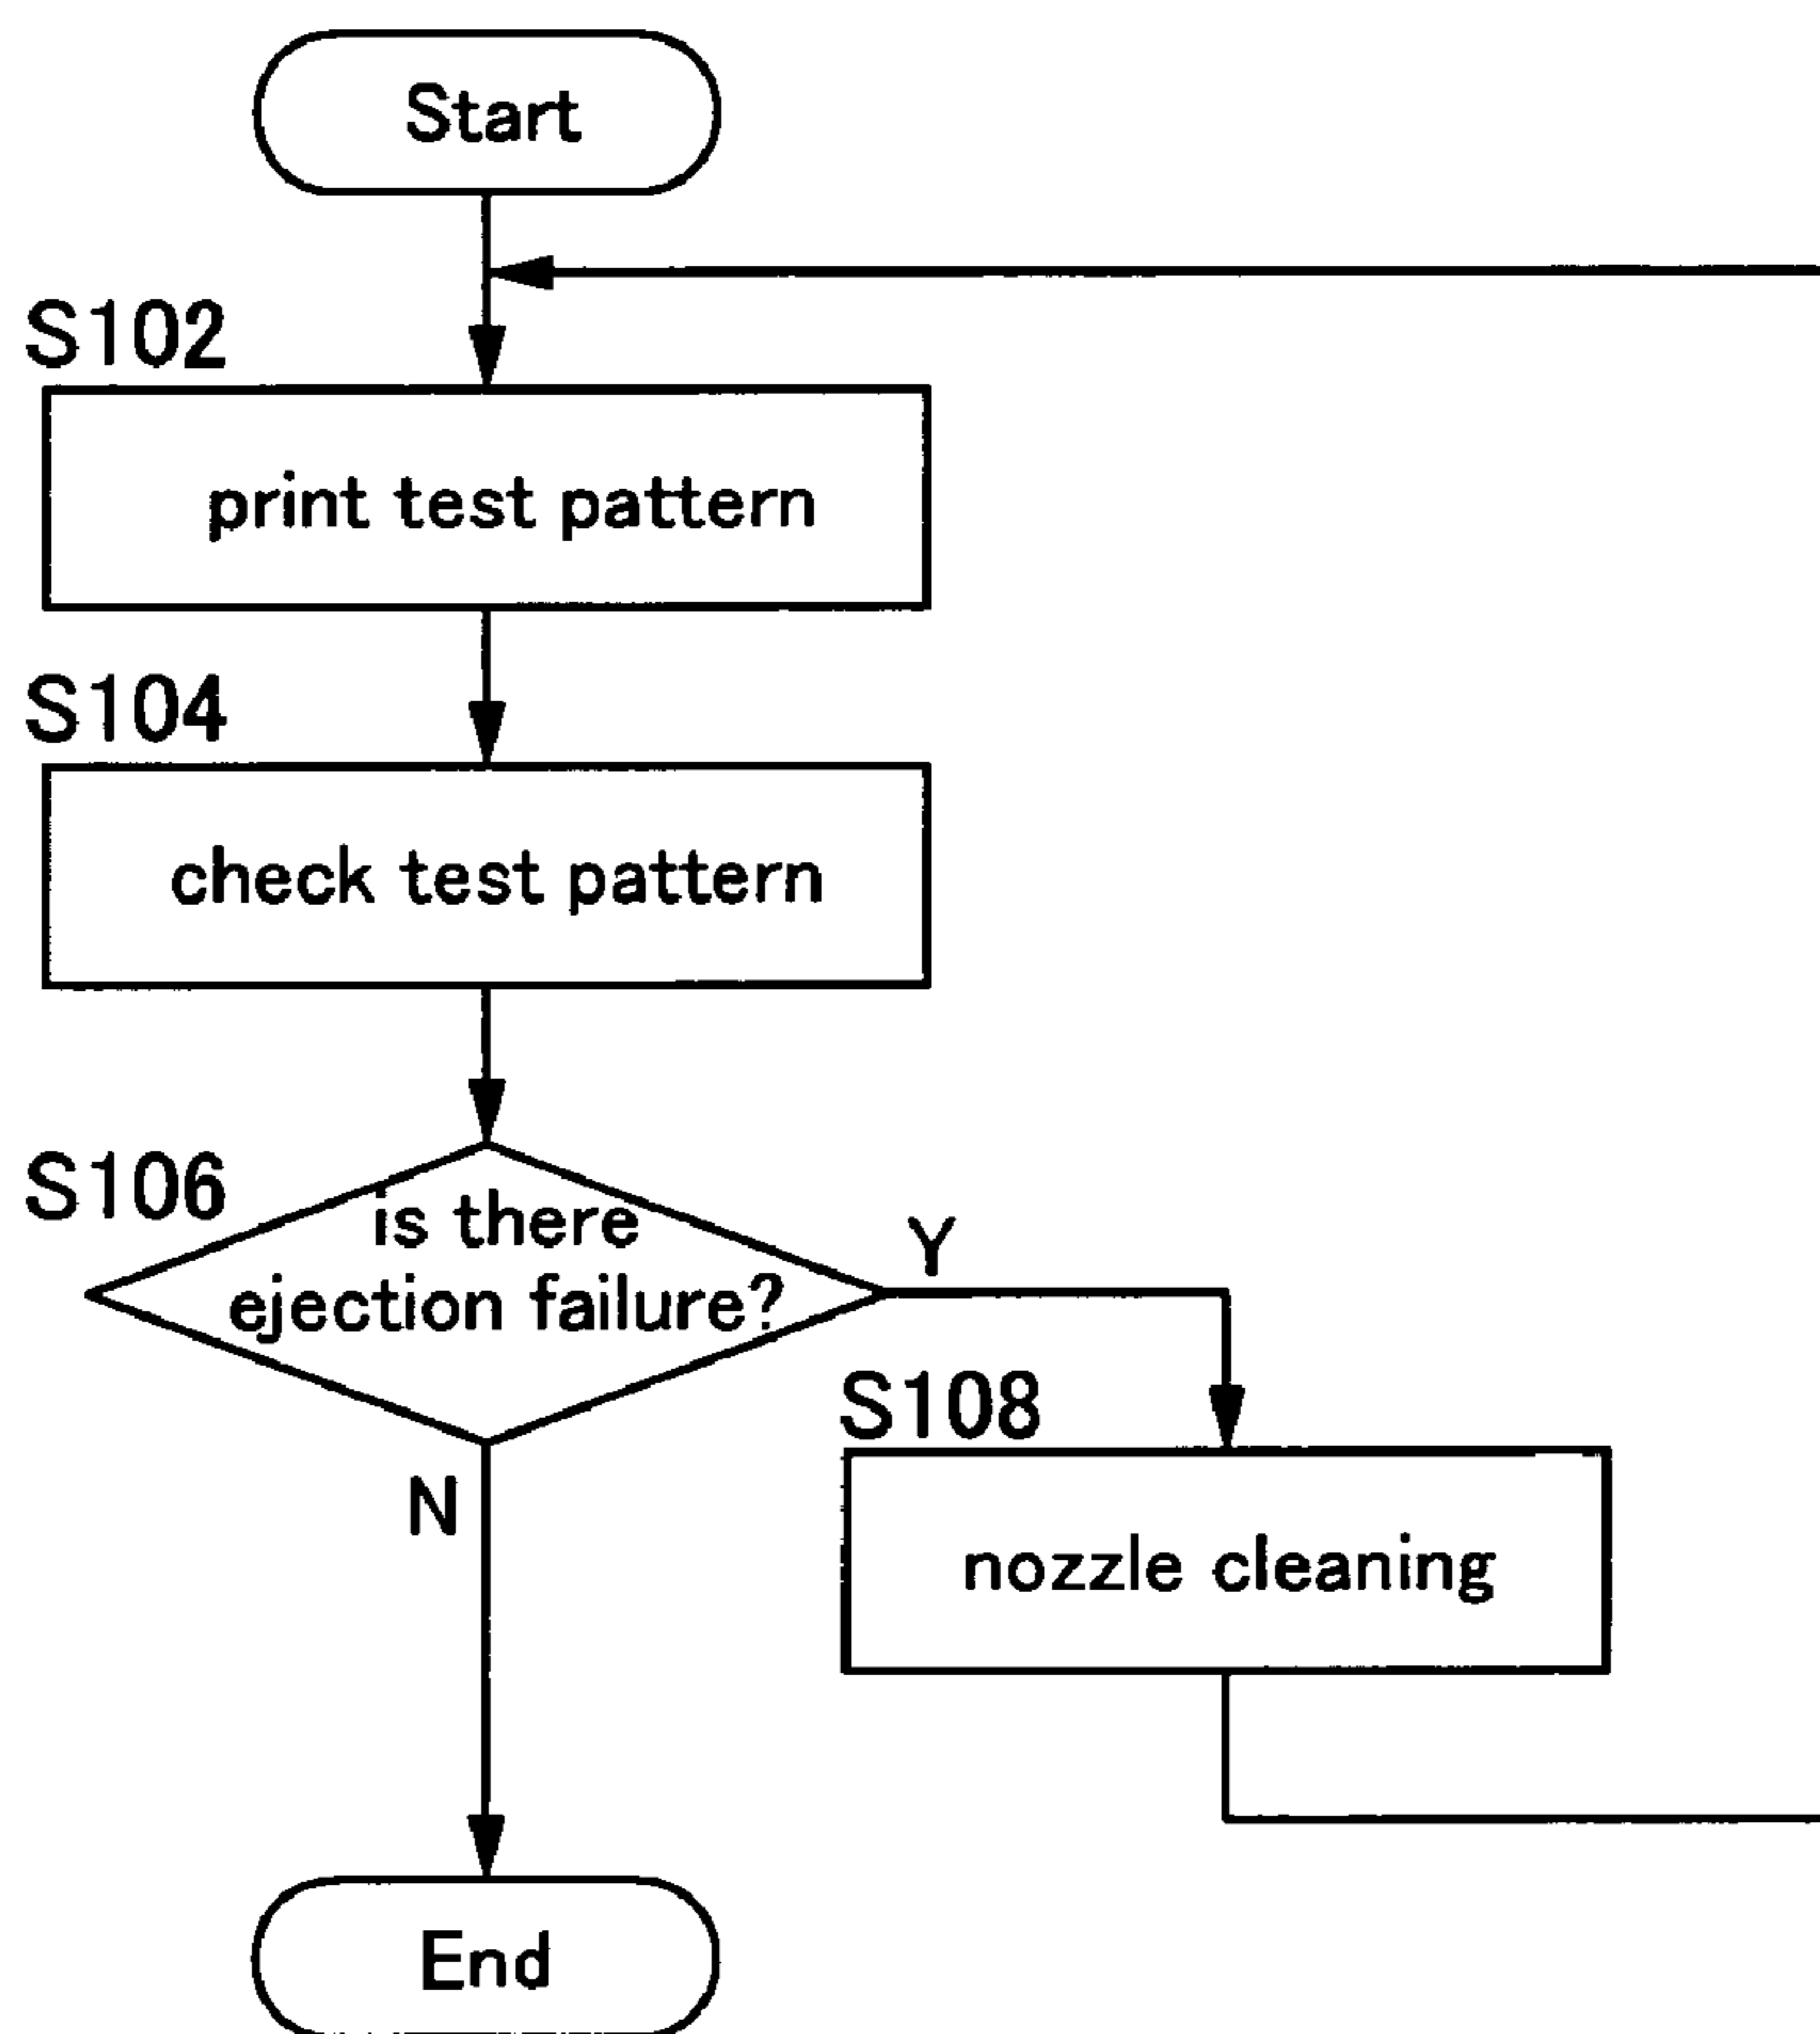 Start
S102
print test pattern
S104
check test pattern
S106
is there
ejection failure?
Y
S108
N
nozzle cleaning
End